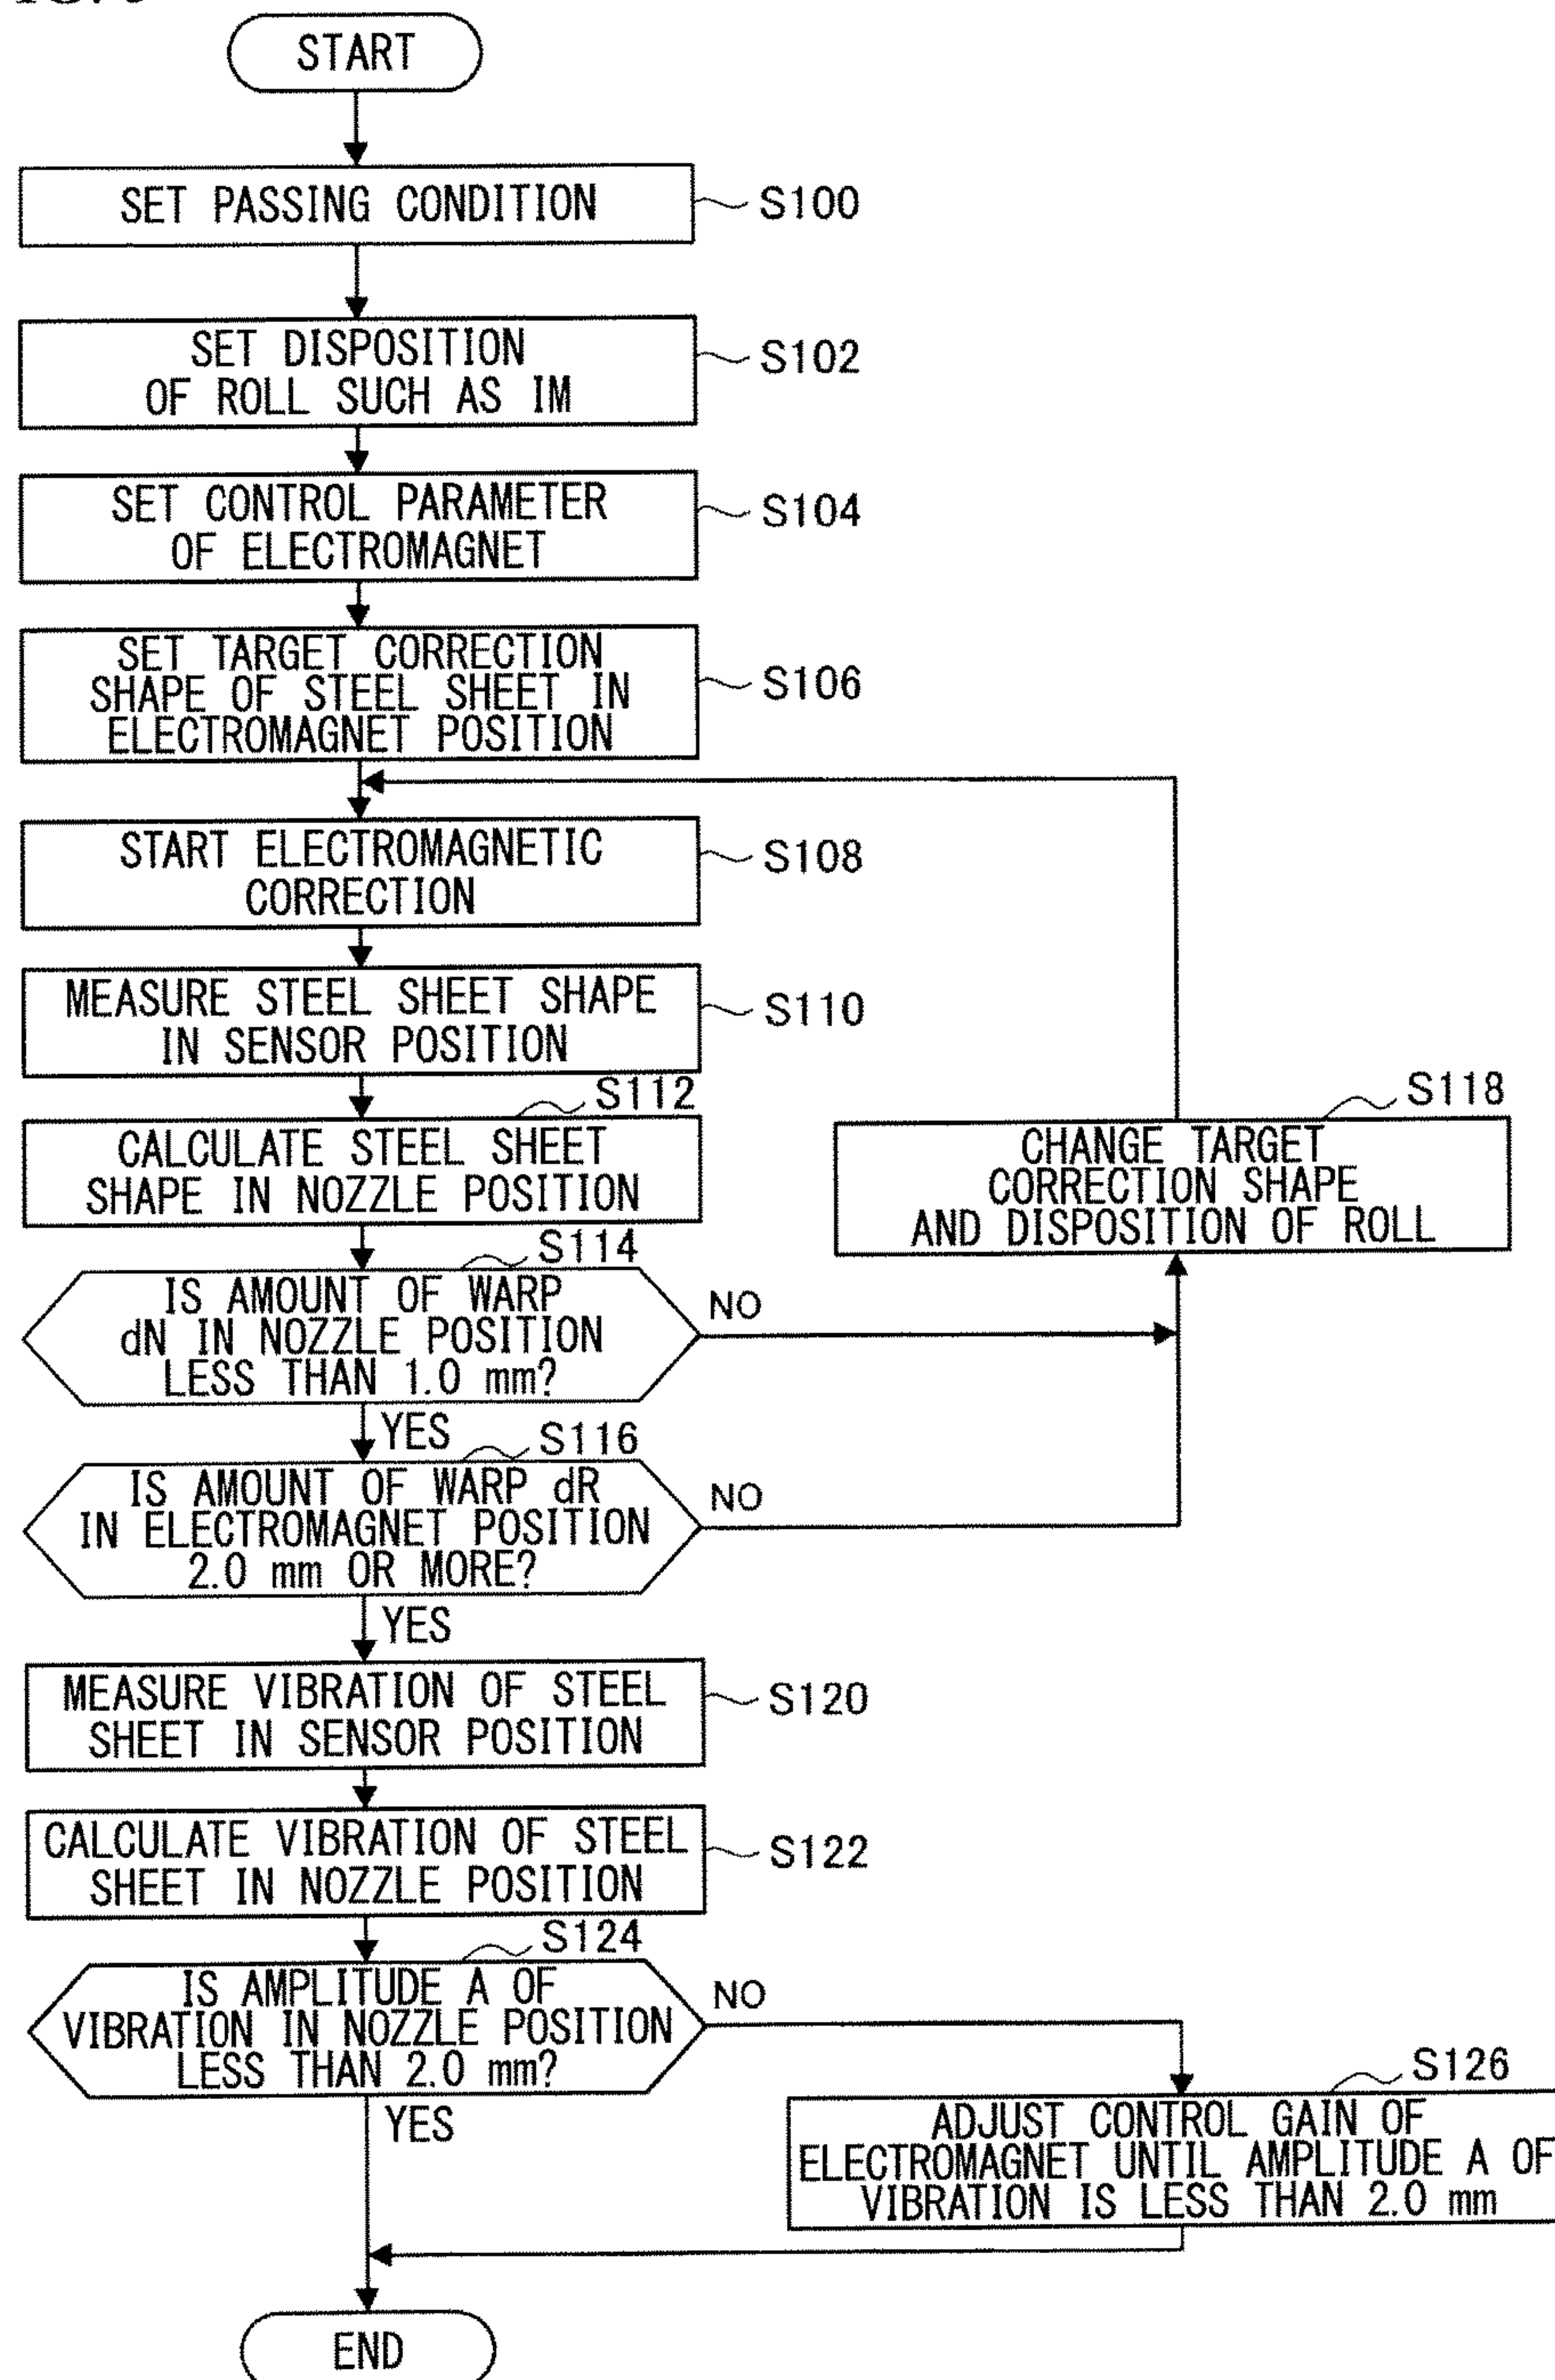 START
SET PASSING CONDITION
S100
SET DISPOSITION
OF ROLL SUCH AS IM
S102
SET CONTROL PARAMETER
OF ELECTROMAGNET
S104
SET TARGET CORRECTION
SHAPE OF STEEL SHEET IN
ELECTROMAGNET POSITION
S106
START ELECTROMAGNETIC
CORRECTION
S108
MEASURE STEEL SHEET SHAPE
IN SENSOR POSITION
S110
S112
CALCULATE STEEL SHEET
SHAPE IN NOZZLE POSITION
S118
CHANGE TARGET
CORRECTION SHAPE
AND DISPOSITION OF ROLL
S114
IS AMOUNT OF WARP
dN IN NOZZLE POSITION
LESS THAN 1.0 mm?
NO
YES
S116
IS AMOUNT OF WARP dR
IN ELECTROMAGNET POSITION
2.0 mm OR MORE?
NO
YES
MEASURE VIBRATION OF STEEL
SHEET IN SENSOR POSITION
S120
CALCULATE VIBRATION OF STEEL
SHEET IN NOZZLE POSITION
S122
S124
IS AMPLITUDE A OF
VIBRATION IN NOZZLE POSITION
LESS THAN 2.0 mm?
NO
YES
S126
ADJUST CONTROL GAIN OF
ELECTROMAGNET UNTIL AMPLITUDE A OF
VIBRATION IS LESS THAN 2.0 mm
END